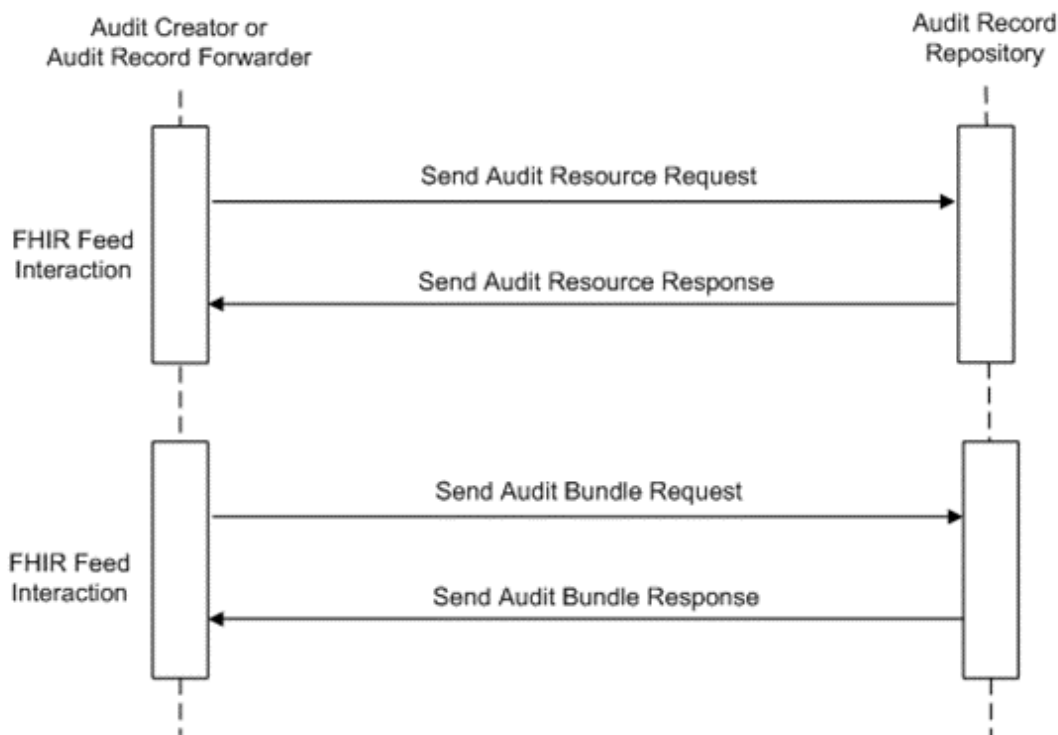 Audit Creator or
Audit Record Forwarder
Audit Record
Repository
Send Audit Resource Request
FHIR Feed
Interaction
Send Audit Resource Response
Send Audit Bundle Request
FHIR Feed
Interaction
Send Audit Bundle Response